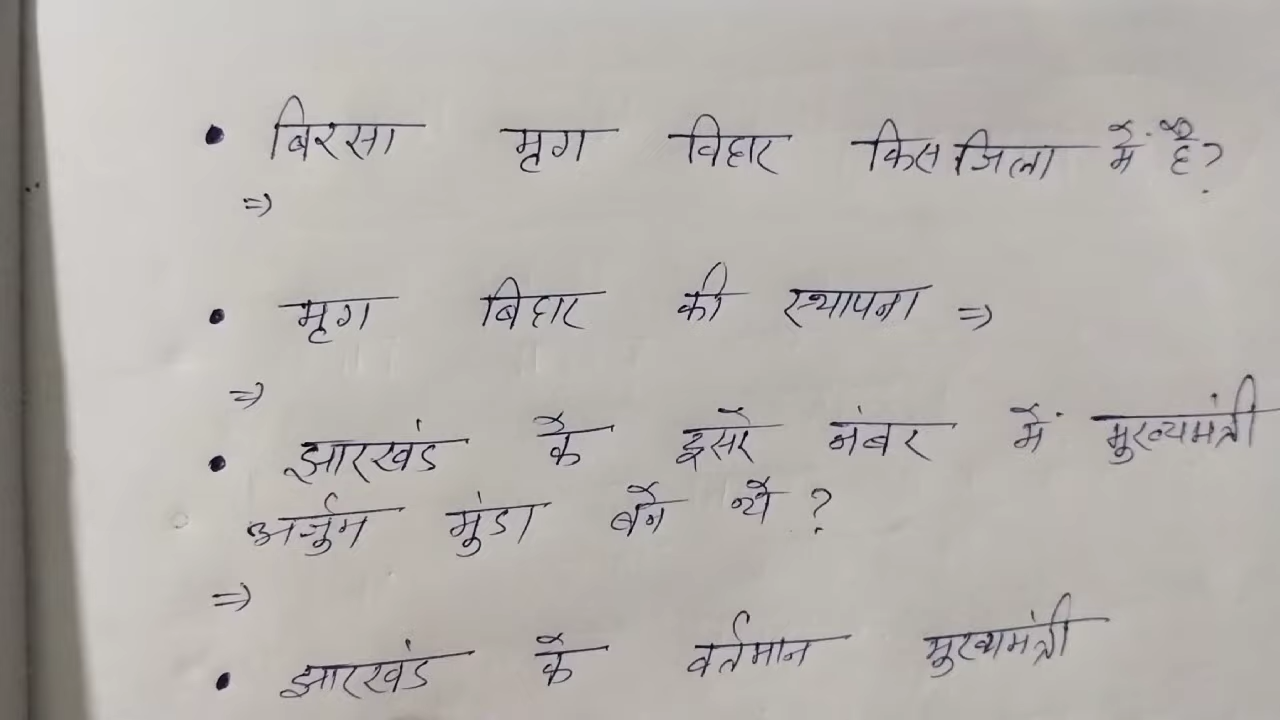 • बिरसा मृग विहार किस जिला में है?
=>
• मृग बिहार की स्थापना =>
=>
• झारखंड के दुसरे नंबर में मुख्यमंत्री
अर्जुन मुंडा बने थे ?
=>
• झारखंड के वर्तमान मुख्यमंत्री